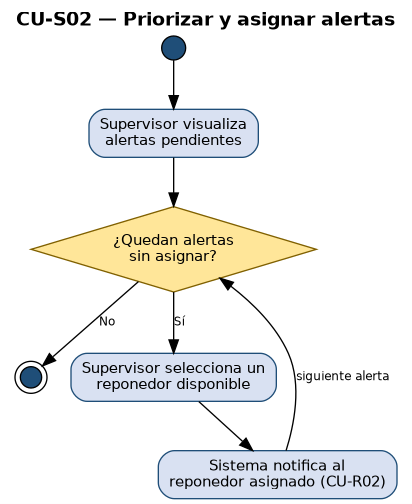 CU-S02 — Priorizar y asignar alertas
Supervisor visualiza
alertas pendientes
¿Quedan alertas
sin asignar?
No
Sí
Supervisor selecciona un
reponedor disponible
siguiente alerta
Sistema notifica al
reponedor asignado (CU-R02)